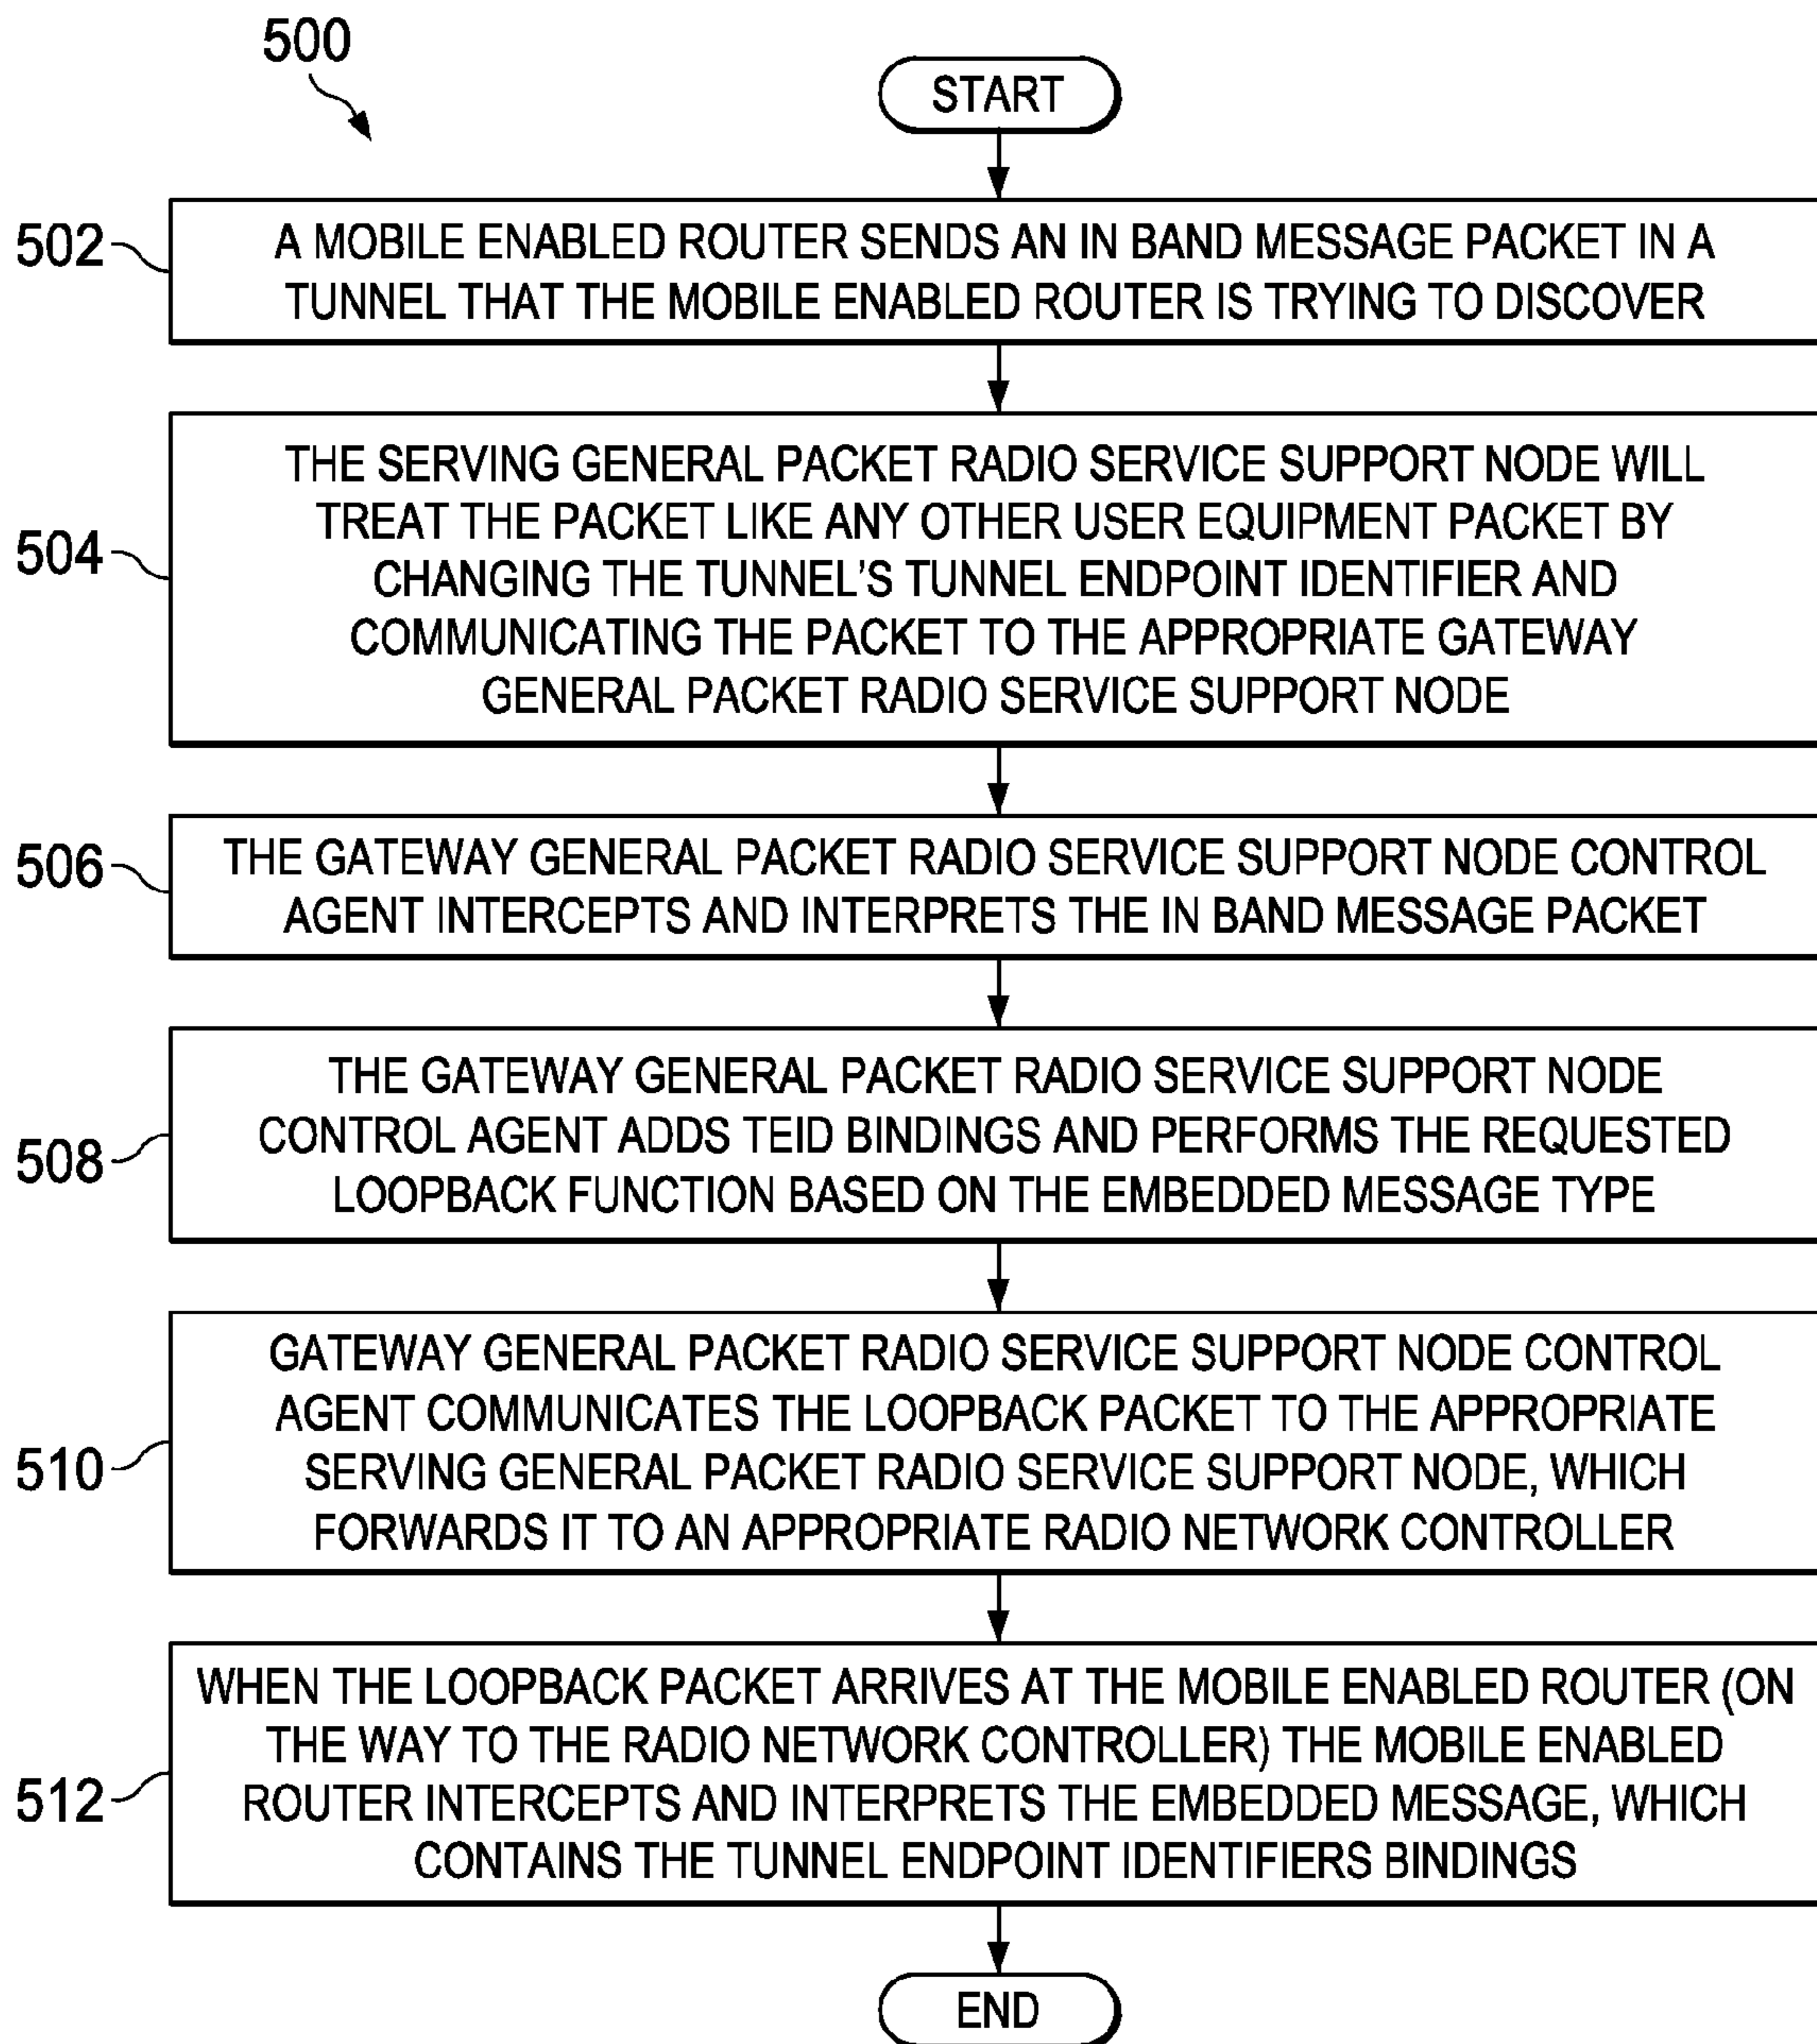 500
START
502
A MOBILE ENABLED ROUTER SENDS AN IN BAND MESSAGE PACKET IN A
TUNNEL THAT THE MOBILE ENABLED ROUTER IS TRYING TO DISCOVER
504
THE SERVING GENERAL PACKET RADIO SERVICE SUPPORT NODE WILL
TREAT THE PACKET LIKE ANY OTHER USER EQUIPMENT PACKET BY
CHANGING THE TUNNEL'S TUNNEL ENDPOINT IDENTIFIER AND
COMMUNICATING THE PACKET TO THE APPROPRIATE GATEWAY
GENERAL PACKET RADIO SERVICE SUPPORT NODE
506
THE GATEWAY GENERAL PACKET RADIO SERVICE SUPPORT NODE CONTROL
AGENT INTERCEPTS AND INTERPRETS THE IN BAND MESSAGE PACKET
508
THE GATEWAY GENERAL PACKET RADIO SERVICE SUPPORT NODE
CONTROL AGENT ADDS TEID BINDINGS AND PERFORMS THE REQUESTED
LOOPBACK FUNCTION BASED ON THE EMBEDDED MESSAGE TYPE
510
GATEWAY GENERAL PACKET RADIO SERVICE SUPPORT NODE CONTROL
AGENT COMMUNICATES THE LOOPBACK PACKET TO THE APPROPRIATE
SERVING GENERAL PACKET RADIO SERVICE SUPPORT NODE, WHICH
FORWARDS IT TO AN APPROPRIATE RADIO NETWORK CONTROLLER
512
WHEN THE LOOPBACK PACKET ARRIVES AT THE MOBILE ENABLED ROUTER (ON
THE WAY TO THE RADIO NETWORK CONTROLLER) THE MOBILE ENABLED
ROUTER INTERCEPTS AND INTERPRETS THE EMBEDDED MESSAGE, WHICH
CONTAINS THE TUNNEL ENDPOINT IDENTIFIERS BINDINGS
END